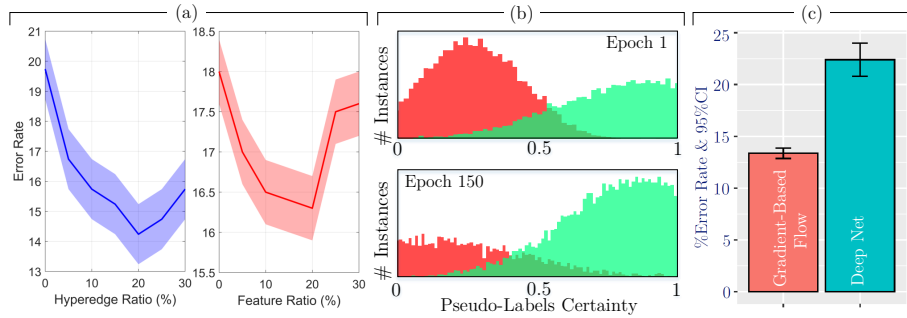 (a)
21
20
19
18
17
16
15
14
13
Error Rate
0 10 20 30
Hyperedge Ratio (%)
18.5
18
17.5
17
16.5
16
15.5
0 10 20 30
Feature Ratio (%)
(b)
# Instances
Epoch 1
0 0.5 1
# Instances
Epoch 150
0 0.5 1
Pseudo-Labels Certainty
(c)
%Error Rate & 95%CI
25
20
15
10
5
0
Gradient-Based
Flow
Deep Net